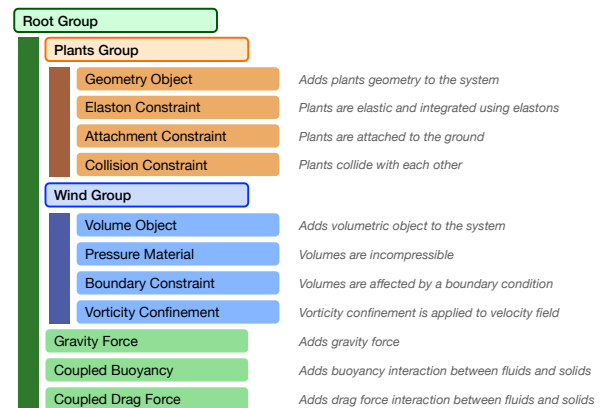 Root Group
Plants Group
Geometry Object Adds plants geometry to the system
Elaston Constraint Plants are elastic and integrated using elastons
Attachment Constraint Plants are attached to the ground
Collision Constraint Plants collide with each other
Wind Group
Volume Object Adds volumetric object to the system
Pressure Material Volumes are incompressible
Boundary Constraint Volumes are affected by a boundary condition
Vorticity Confinement Vorticity confinement is applied to velocity field
Gravity Force Adds gravity force
Coupled Buoyancy Adds buoyancy interaction between fluids and solids
Coupled Drag Force Adds drag force interaction between fluids and solids